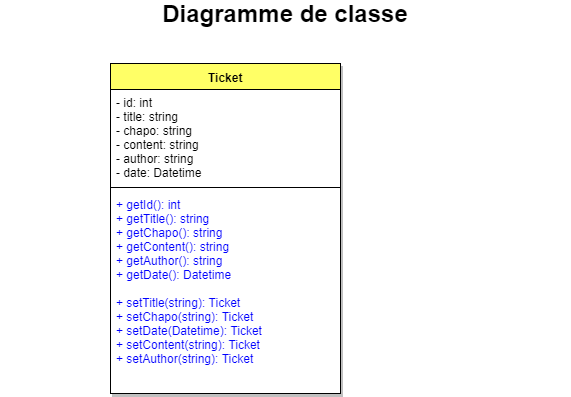 Diagramme de classe
Ticket
- id: int
- title: string
- chapo: string
- content: string
- author: string
- date: Datetime
+ getId(): int
+ getTitle(): string
+ getChapo(): string
+ getContent(): string
+ getAuthor(): string
+ getDate(): Datetime
+ setTitle(string): Ticket
+ setChapo(string): Ticket
+ setDate(Datetime): Ticket
+ setContent(string): Ticket
+ setAuthor(string): Ticket